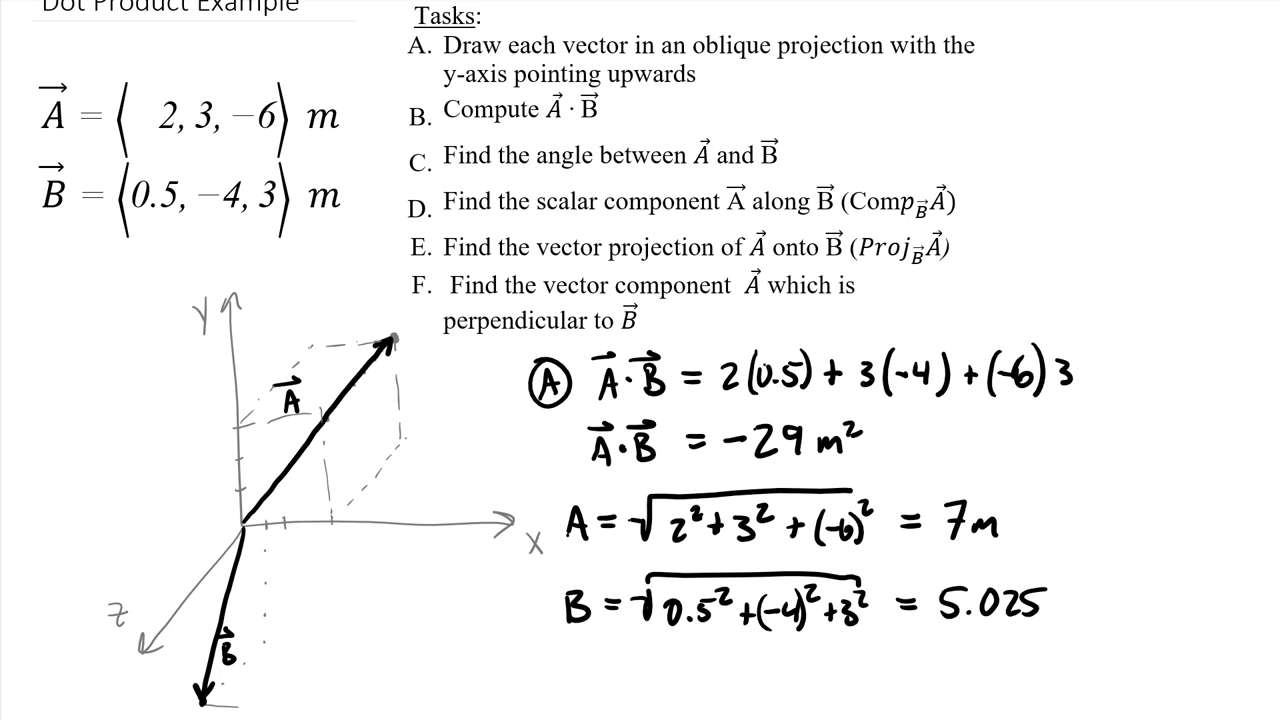 Dot Product Example
A⃗ = ⟨ 2, 3, −6⟩ m
B⃗ = ⟨0.5, −4, 3⟩ m
Tasks:
A. Draw each vector in an oblique projection with the
y-axis pointing upwards
B. Compute A⃗ · B⃗
C. Find the angle between A⃗ and B⃗
D. Find the scalar component A⃗ along B⃗ (Comp_B⃗ A⃗)
E. Find the vector projection of A⃗ onto B⃗ (Proj_B⃗ A⃗)
F. Find the vector component A⃗ which is
perpendicular to B⃗
Y
A⃗
X
Z
B⃗
Ⓐ A⃗·B⃗ = 2(0.5) + 3(-4) + (-6)3
A⃗·B⃗ = -29 m²
A = √2² + 3² + (-6)² = 7m
B = √0.5² + (-4)² + 3² = 5.025